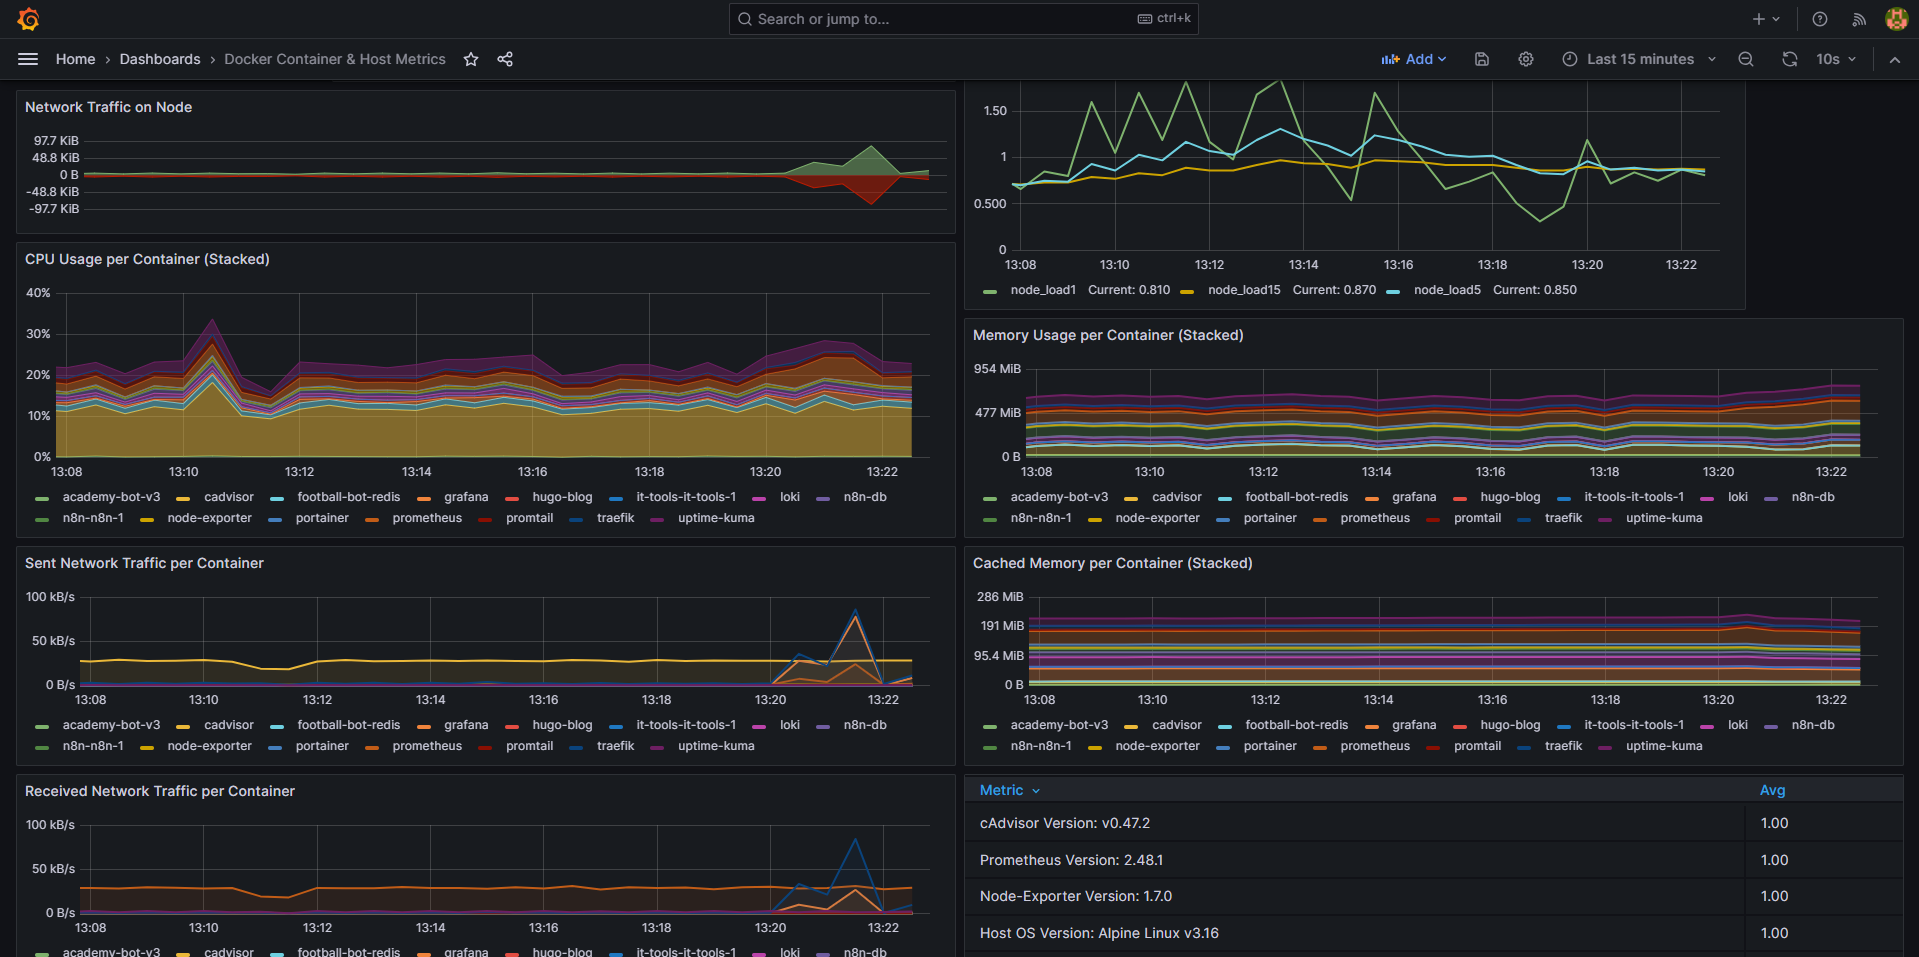 Search or jump to...
ctrl+k
Home › Dashboards › Docker Container & Host Metrics
Add
Last 15 minutes
10s
Network Traffic on Node
97.7 KiB
48.8 KiB
0 B
-48.8 KiB
-97.7 KiB
1.50
1
0.500
0
13:08 13:10 13:12 13:14 13:16 13:18 13:20 13:22
node_load1 Current: 0.810 node_load15 Current: 0.870 node_load5 Current: 0.850
CPU Usage per Container (Stacked)
40%
30%
20%
10%
0%
13:08 13:10 13:12 13:14 13:16 13:18 13:20 13:22
academy-bot-v3 cadvisor football-bot-redis grafana hugo-blog it-tools-it-tools-1 loki n8n-db
n8n-n8n-1 node-exporter portainer prometheus promtail traefik uptime-kuma
Memory Usage per Container (Stacked)
954 MiB
477 MiB
0 B
13:08 13:10 13:12 13:14 13:16 13:18 13:20 13:22
academy-bot-v3 cadvisor football-bot-redis grafana hugo-blog it-tools-it-tools-1 loki n8n-db
n8n-n8n-1 node-exporter portainer prometheus promtail traefik uptime-kuma
Sent Network Traffic per Container
100 kB/s
50 kB/s
0 B/s
13:08 13:10 13:12 13:14 13:16 13:18 13:20 13:22
academy-bot-v3 cadvisor football-bot-redis grafana hugo-blog it-tools-it-tools-1 loki n8n-db
n8n-n8n-1 node-exporter portainer prometheus promtail traefik uptime-kuma
Cached Memory per Container (Stacked)
286 MiB
191 MiB
95.4 MiB
0 B
13:08 13:10 13:12 13:14 13:16 13:18 13:20 13:22
academy-bot-v3 cadvisor football-bot-redis grafana hugo-blog it-tools-it-tools-1 loki n8n-db
n8n-n8n-1 node-exporter portainer prometheus promtail traefik uptime-kuma
Received Network Traffic per Container
100 kB/s
50 kB/s
0 B/s
13:08 13:10 13:12 13:14 13:16 13:18 13:20 13:22
academy-bot-v3 cadvisor football-bot-redis grafana hugo-blog it-tools-it-tools-1 loki n8n-db
Metric Avg
cAdvisor Version: v0.47.2 1.00
Prometheus Version: 2.48.1 1.00
Node-Exporter Version: 1.7.0 1.00
Host OS Version: Alpine Linux v3.16 1.00